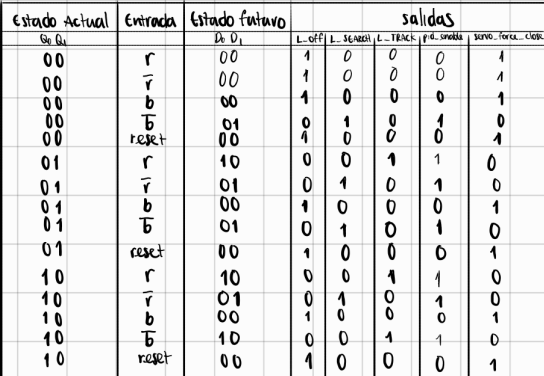 Estado Actual Entrada Estado futuro salidas
Q₀ Q₁ D₀ D₁ L_off L_SEARCH L_TRACK pid_enable servo_force_close
00 r 00 1 0 0 0 1
00 r̅ 00 1 0 0 0 1
00 b 00 1 0 0 0 1
00 b̅ 01 0 1 0 1 0
00 reset 00 1 0 0 0 1
01 r 10 0 0 1 1 0
01 r̅ 01 0 1 0 1 0
01 b 00 1 0 0 0 1
01 b̅ 01 0 1 0 1 0
01 reset 00 1 0 0 0 1
10 r 10 0 0 1 1 0
10 r̅ 01 0 1 0 1 0
10 b 00 1 0 0 0 1
10 b̅ 10 0 0 1 1 0
10 reset 00 1 0 0 0 1